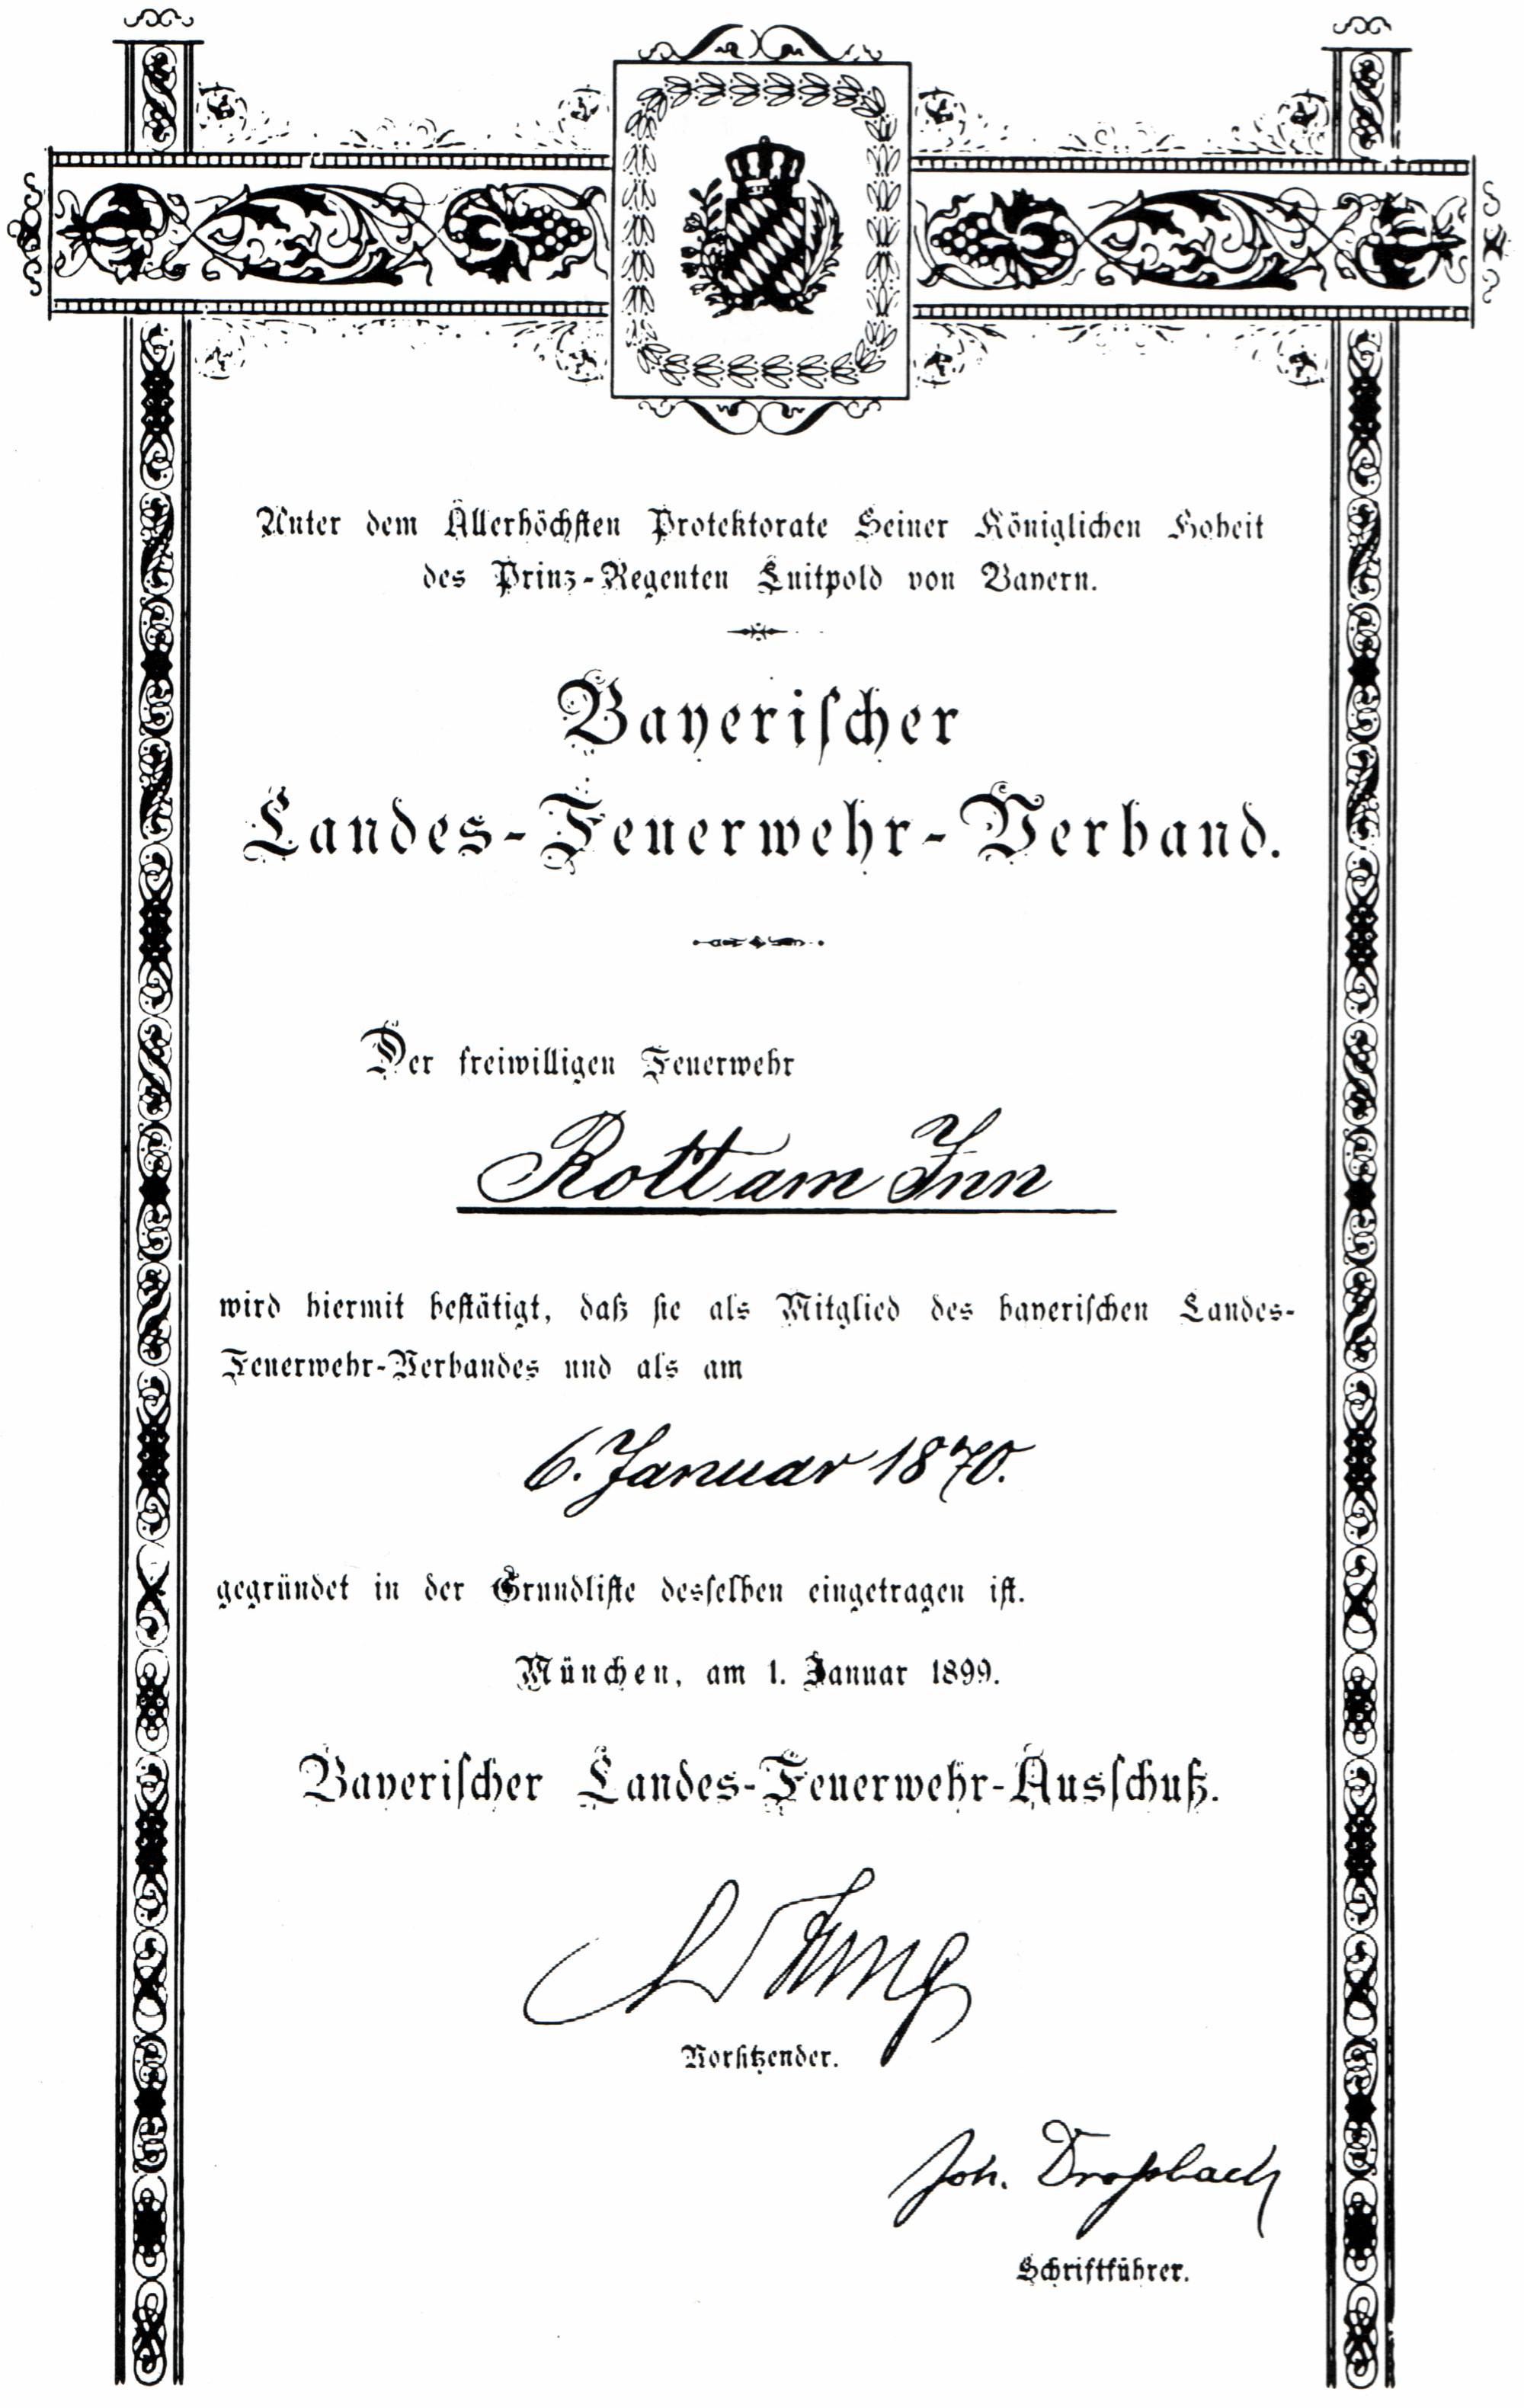 Unter dem Allerhöchsten Protektorate Seiner Königlichen Hoheit
des Prinz-Regenten Luitpold von Bayern.
Bayerischer
Landes-Feuerwehr-Verband.
Der freiwilligen Feuerwehr
Rott am Inn
wird hiermit bestätigt, daß sie als Mitglied des bayerischen Landes-
Feuerwehr-Verbandes und als am
6. Januar 1870.
gegründet in der Grundliste desselben eingetragen ist.
München, am 1. Januar 1899.
Bayerischer Landes-Feuerwehr-Ausschuß.
Vorsitzender.
Joh. Droßbach
Schriftführer.